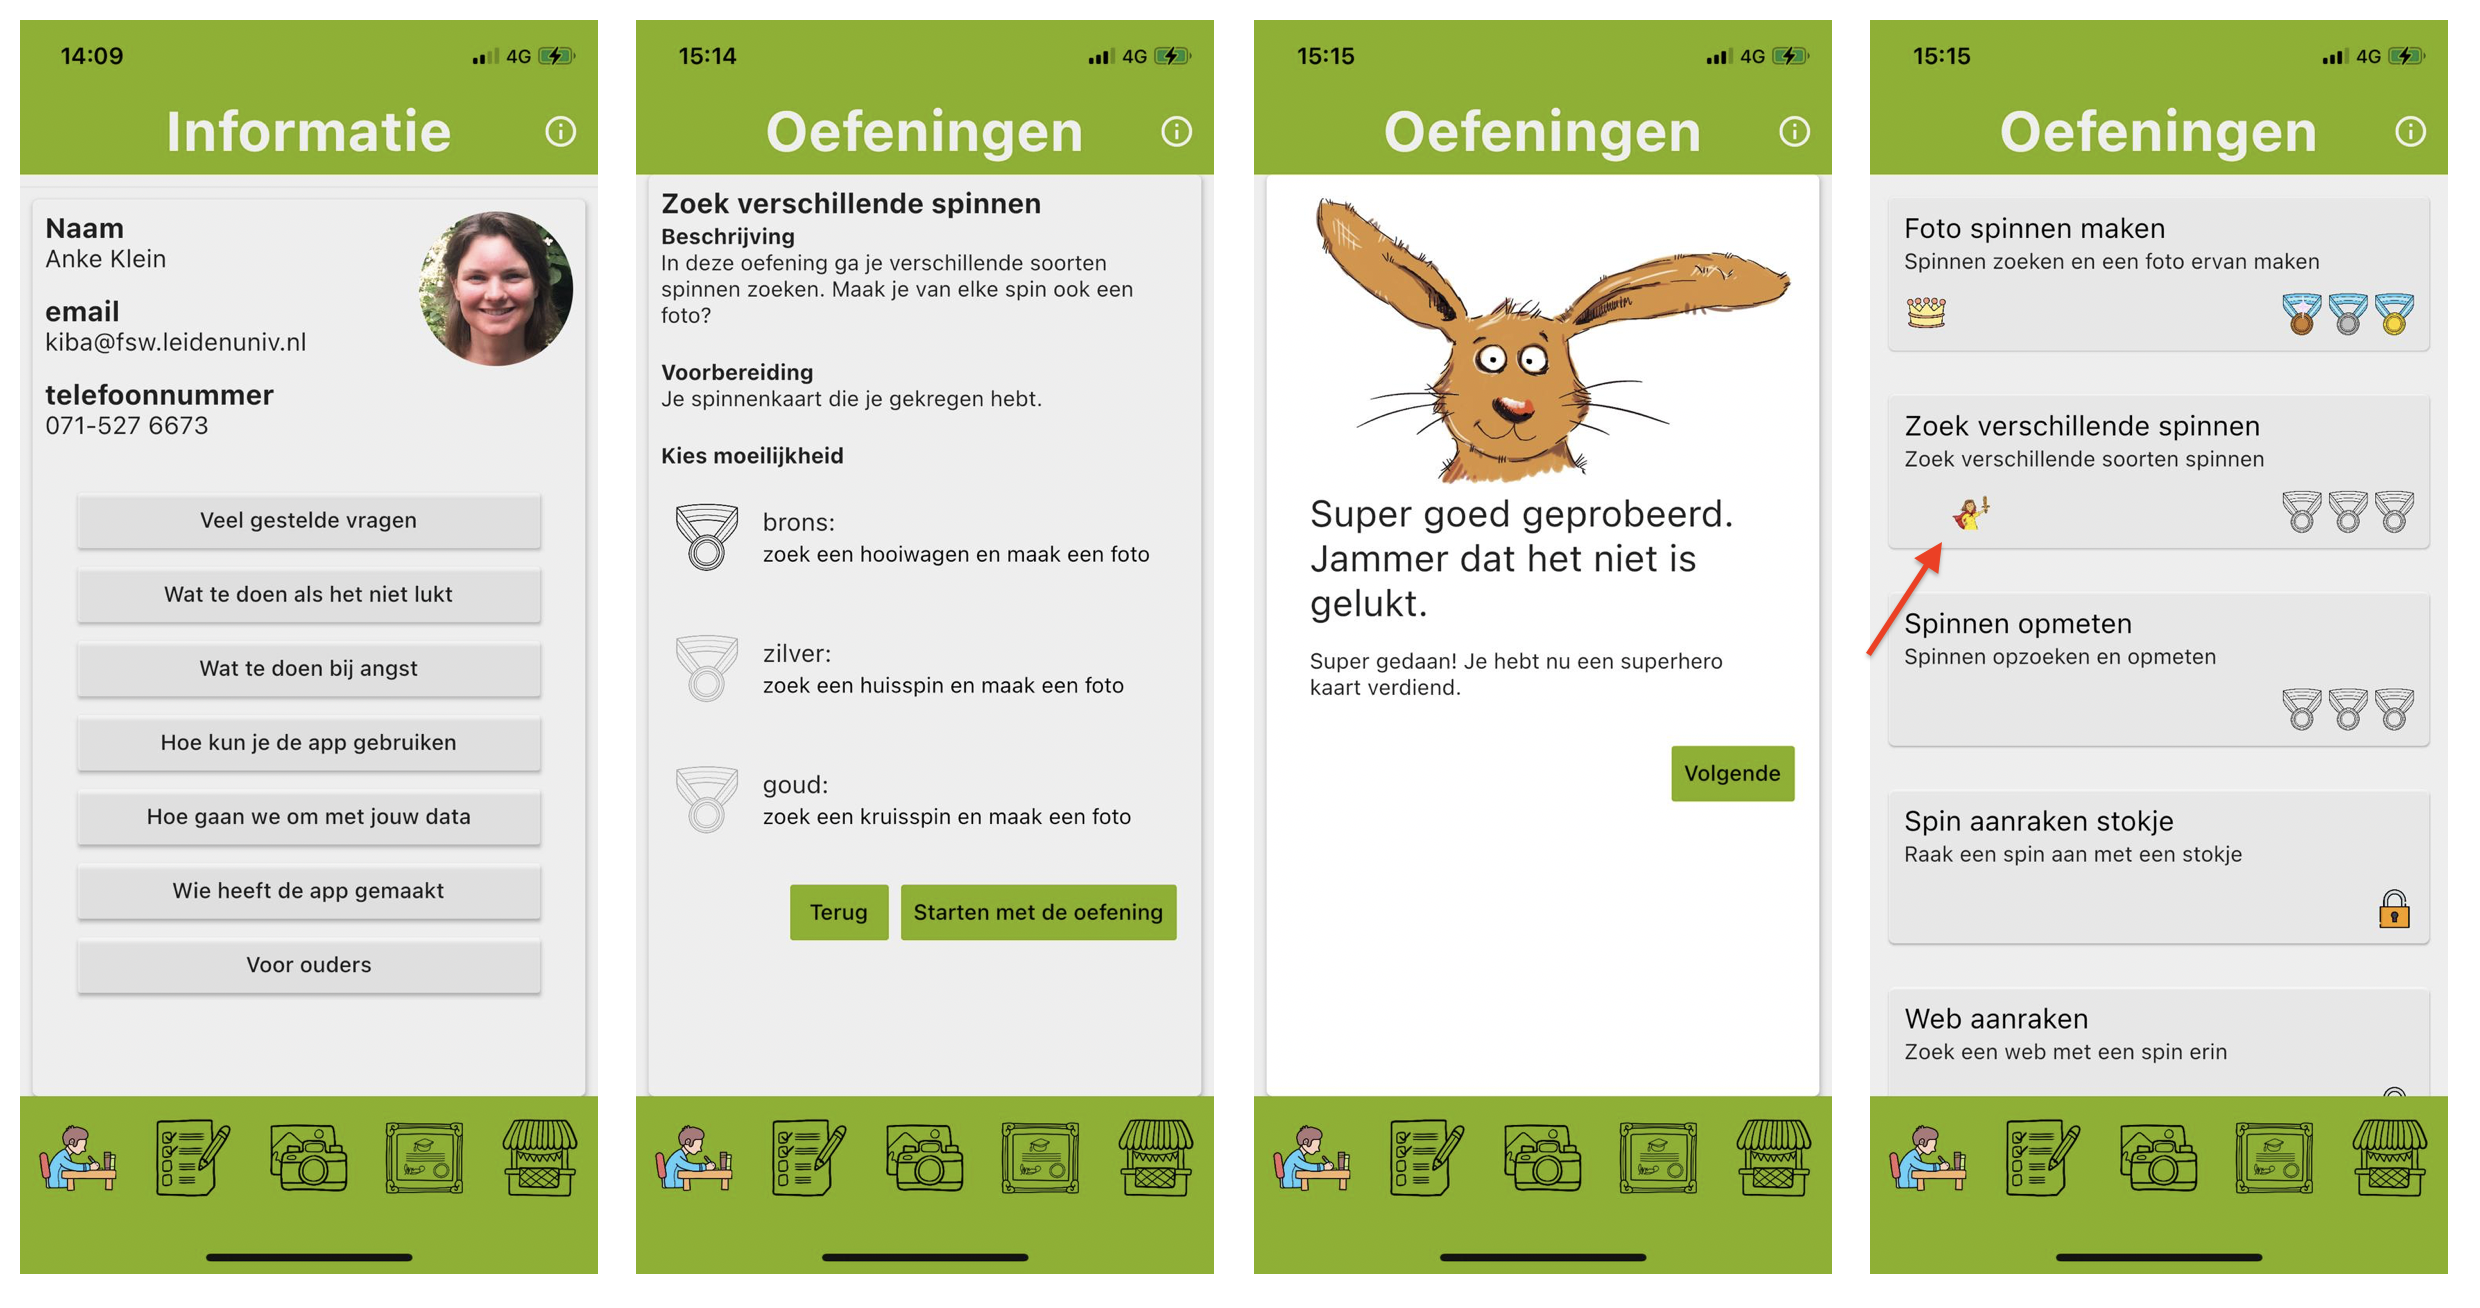 14:09
4G
Informatie
Naam
Anke Klein
email
kiba@fsw.leidenuniv.nl
telefoonnummer
071-527 6673
Veel gestelde vragen
Wat te doen als het niet lukt
Wat te doen bij angst
Hoe kun je de app gebruiken
Hoe gaan we om met jouw data
Wie heeft de app gemaakt
Voor ouders
15:14
4G
Oefeningen
Zoek verschillende spinnen
Beschrijving
In deze oefening ga je verschillende soorten
spinnen zoeken. Maak je van elke spin ook een
foto?
Voorbereiding
Je spinnenkaart die je gekregen hebt.
Kies moeilijkheid
brons:
zoek een hooiwagen en maak een foto
zilver:
zoek een huisspin en maak een foto
goud:
zoek een kruisspin en maak een foto
Terug
Starten met de oefening
15:15
4G
Oefeningen
Super goed geprobeerd.
Jammer dat het niet is
gelukt.
Super gedaan! Je hebt nu een superhero
kaart verdiend.
Volgende
15:15
4G
Oefeningen
Foto spinnen maken
Spinnen zoeken en een foto ervan maken
Zoek verschillende spinnen
Zoek verschillende soorten spinnen
Spinnen opmeten
Spinnen opzoeken en opmeten
Spin aanraken stokje
Raak een spin aan met een stokje
Web aanraken
Zoek een web met een spin erin